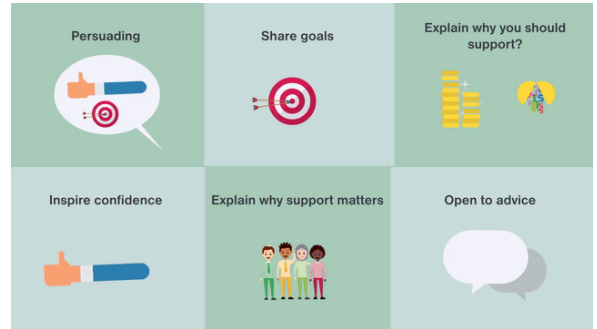 Persuading
Share goals
Explain why you should
support?
Inspire confidence
Explain why support matters
Open to advice